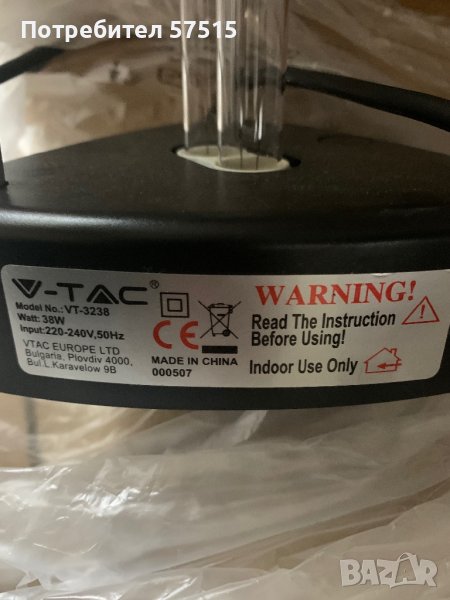 Потребител 57515
V-TAC
Model No.:VT-3238
Watt: 38W
Input:220-240V,50Hz
VTAC EUROPE LTD
Bulgaria, Plovdiv 4000,
Bul.L.Karavelow 9B
CE
MADE IN CHINA
000507
WARNING!
Read The Instruction
Before Using!
Indoor Use Only
BAZAR